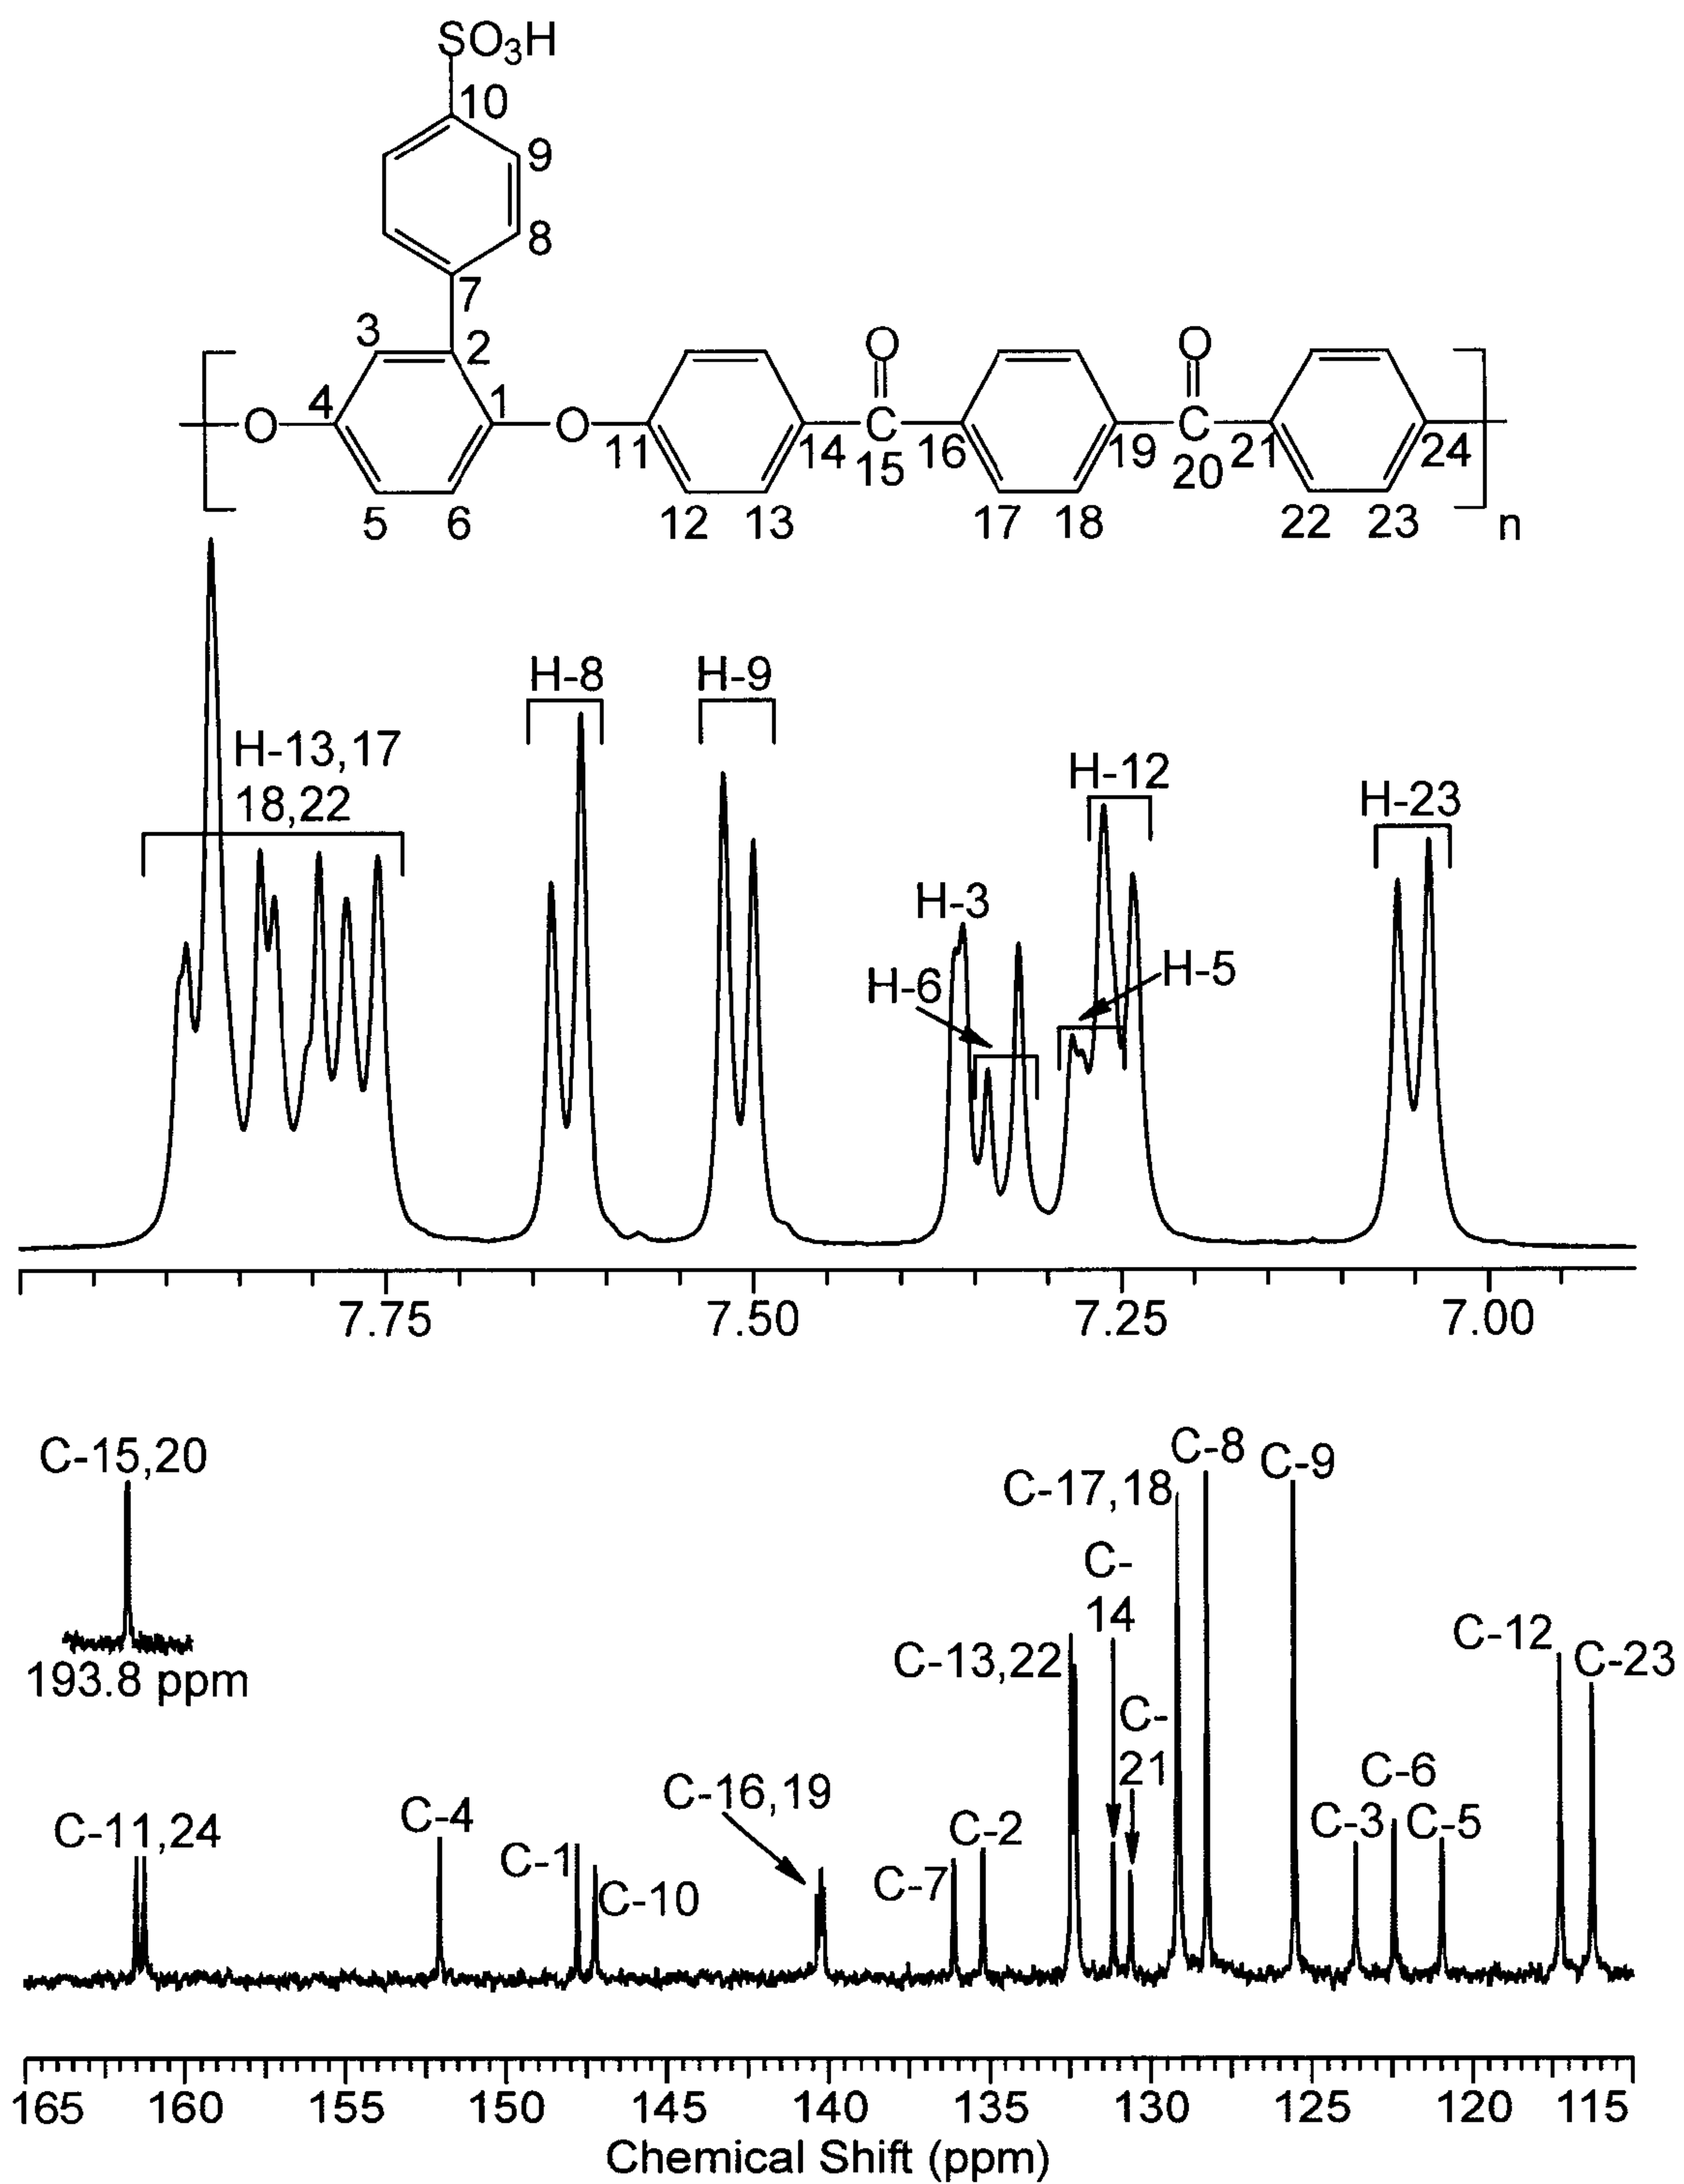 SO3H
10
9
8
7
3
2
O
O
4
1
O
O
C
C
11
14
15
16
19
20
21
24
5
6
12
13
17
18
22
23
n
H-8
H-9
H-13,17
18,22
H-12
H-23
H-3
H-5
H-6
7.75
7.50
7.25
7.00
C-15,20
C-8
C-9
C-17,18
C-
14
C-12
C-13,22
C-23
193.8 ppm
C-
21
C-6
C-16,19
C-4
C-11,24
C-2
C-3
C-5
C-1
C-7
C-10
165
160
155
150
145
140
135
130
125
120
115
Chemical Shift (ppm)